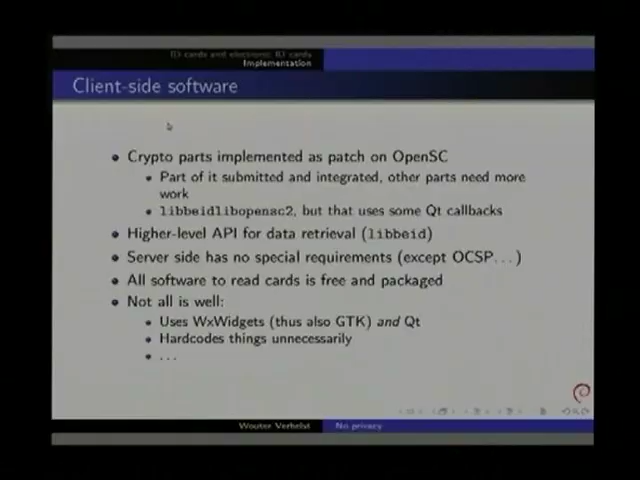 ID cards and electronic ID cards
Implementation
Client-side software
Crypto parts implemented as patch on OpenSC
Part of it submitted and integrated, other parts need more
work
libbeidlibopensc2, but that uses some Qt callbacks
Higher-level API for data retrieval (libbeid)
Server side has no special requirements (except OCSP...)
All software to read cards is free and packaged
Not all is well:
Uses WxWidgets (thus also GTK) and Qt
Hardcodes things unnecessarily
...
Wouter Verhelst
No privacy